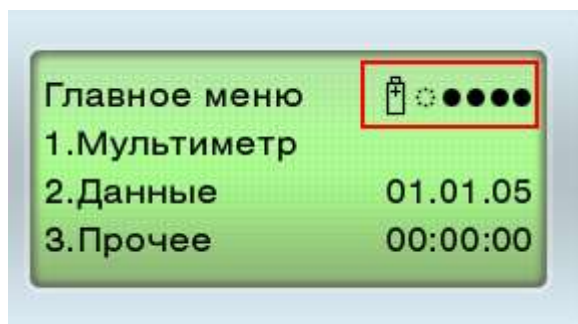 Главное меню
1.Мультиметр
2.Данные 01.01.05
3.Прочее 00:00:00